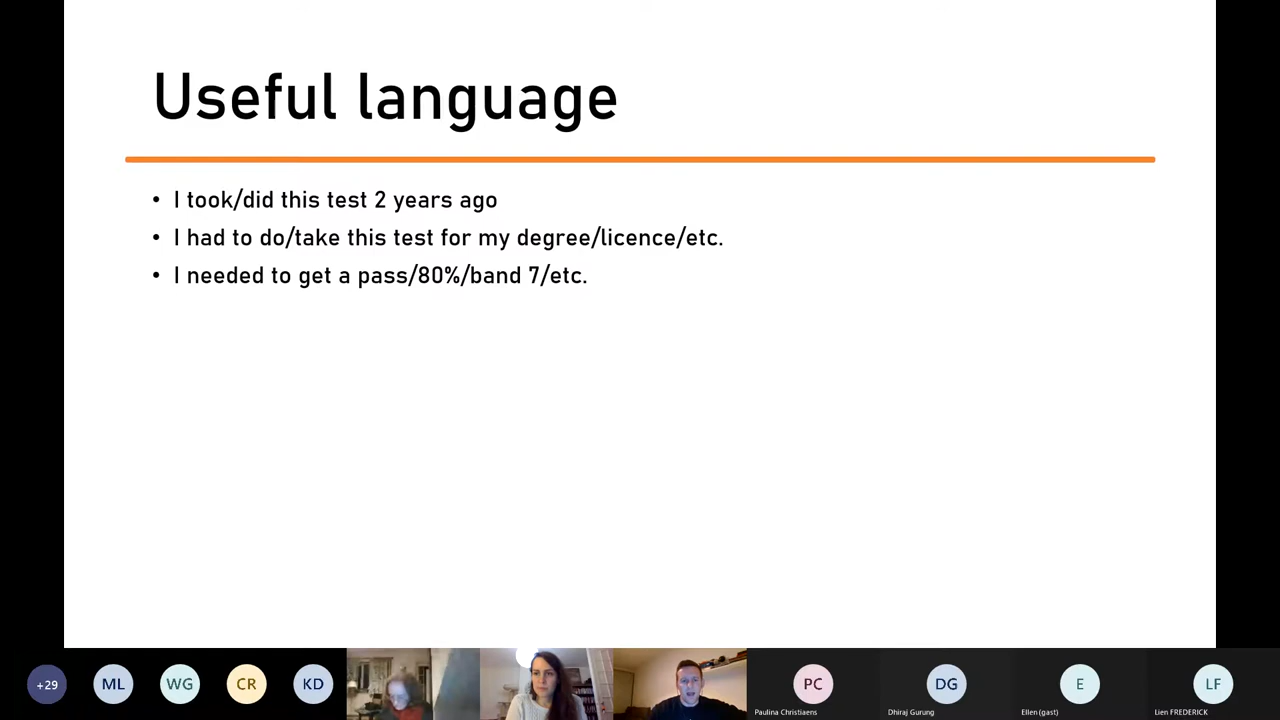 Useful language
• I took/did this test 2 years ago
• I had to do/take this test for my degree/licence/etc.
• I needed to get a pass/80%/band 7/etc.
+29
ML
WG
CR
KD
PC
DG
E
LF
Paulina Christiaens
Dhiraj Gurung
Ellen (gast)
Lien FREDERICK